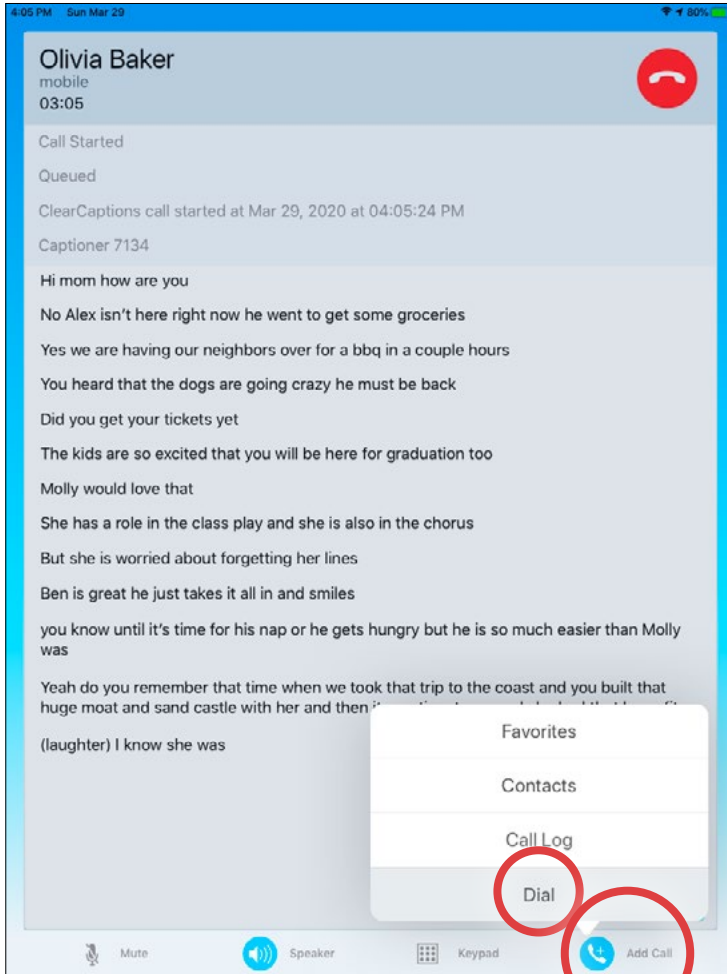 4:05 PM Sun Mar 29 80%
Olivia Baker
mobile
03:05
Call Started
Queued
ClearCaptions call started at Mar 29, 2020 at 04:05:24 PM
Captioner 7134
Hi mom how are you
No Alex isn't here right now he went to get some groceries
Yes we are having our neighbors over for a bbq in a couple hours
You heard that the dogs are going crazy he must be back
Did you get your tickets yet
The kids are so excited that you will be here for graduation too
Molly would love that
She has a role in the class play and she is also in the chorus
But she is worried about forgetting her lines
Ben is great he just takes it all in and smiles
you know until it's time for his nap or he gets hungry but he is so much easier than Molly
was
Yeah do you remember that time when we took that trip to the coast and you built that
huge moat and sand castle with her and then
(laughter) I know she was
Favorites
Contacts
Call Log
Dial
Mute
Speaker
Keypad
Add Call